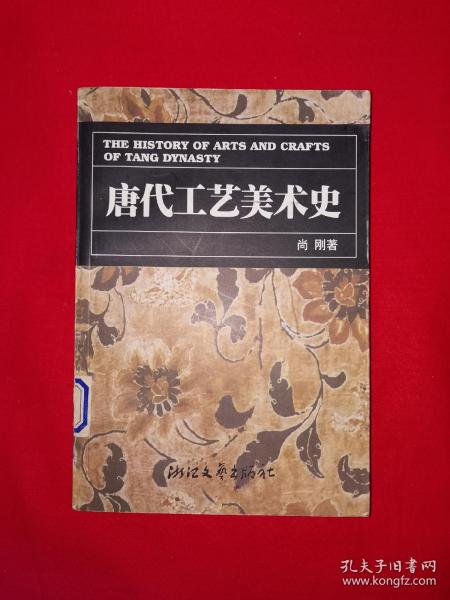 THE HISTORY OF ARTS AND CRAFTS
OF TANG DYNASTY
唐代工艺美术史
尚 刚著
浙江文艺出版社
孔夫子旧书网
www.kongfz.com